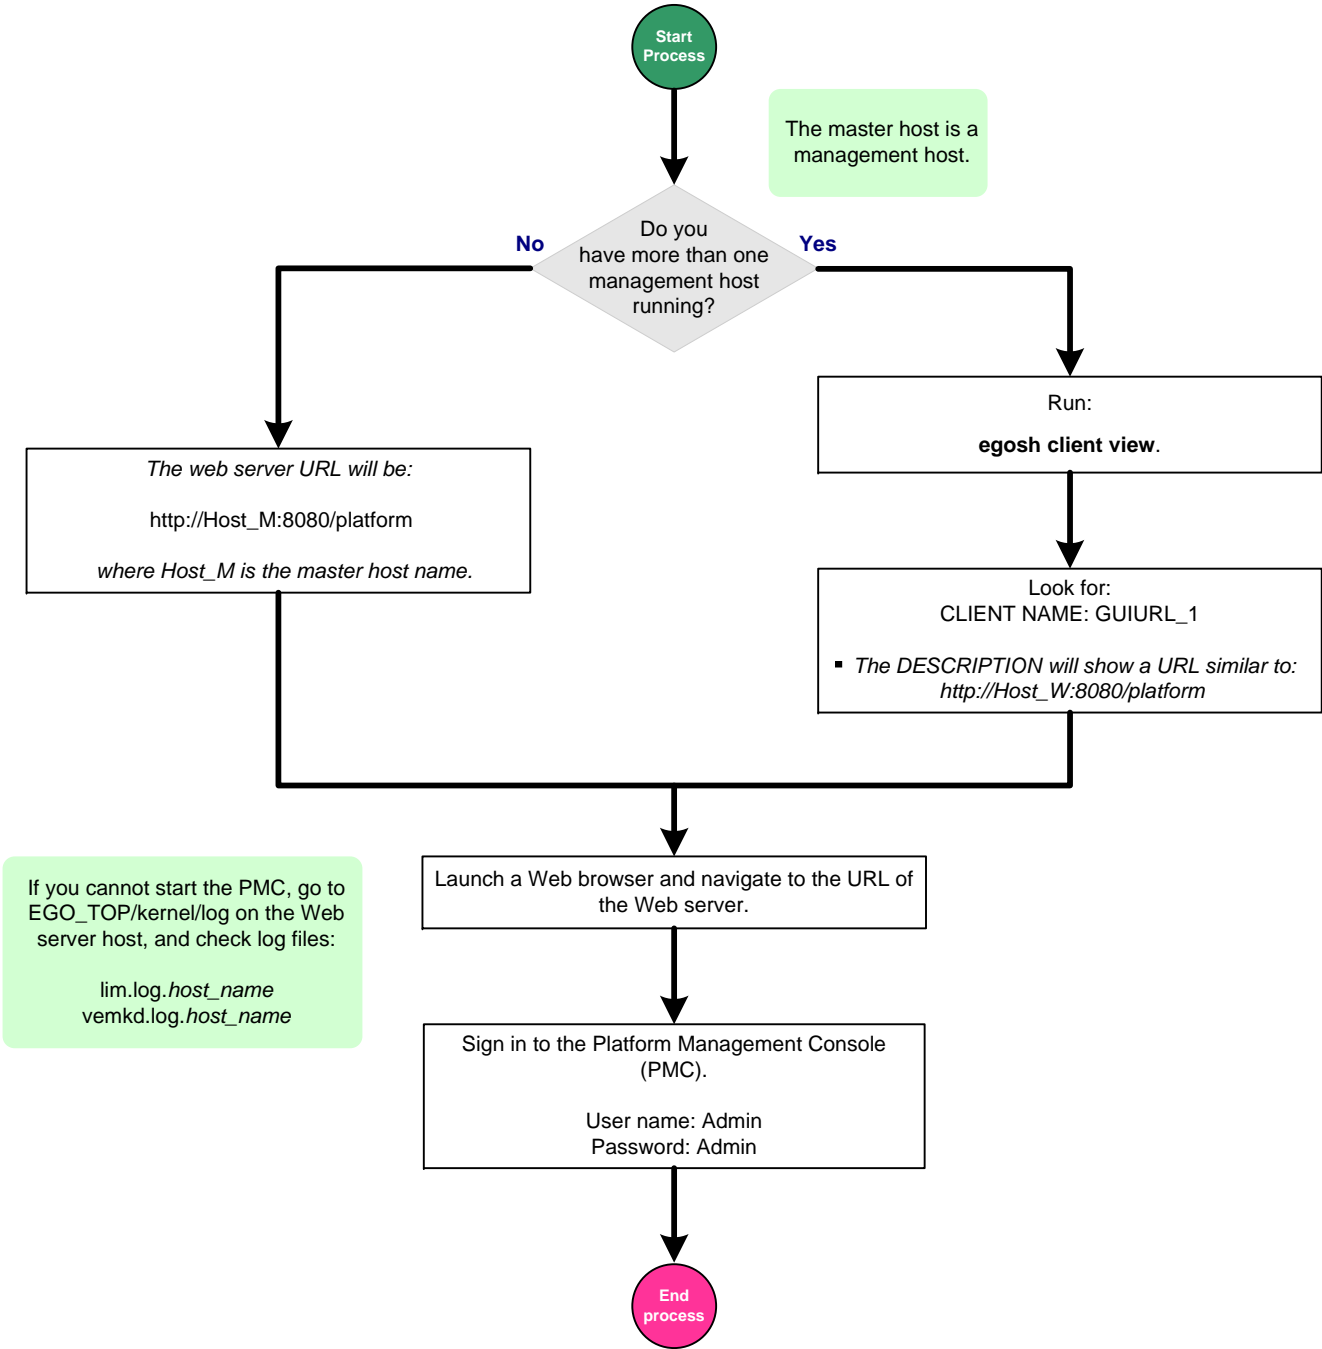 Start
Process
The master host is a
management host.
Do you
have more than one
management host
running?
No
Yes
Run:
egosh client view.
The web server URL will be:
http://Host_M:8080/platform
where Host_M is the master host name.
Look for:
CLIENT NAME: GUIURL_1
▪ The DESCRIPTION will show a URL similar to:
http://Host_W:8080/platform
Launch a Web browser and navigate to the URL of
the Web server.
If you cannot start the PMC, go to
EGO_TOP/kernel/log on the Web
server host, and check log files:
lim.log.host_name
vemkd.log.host_name
Sign in to the Platform Management Console
(PMC).
User name: Admin
Password: Admin
End
process